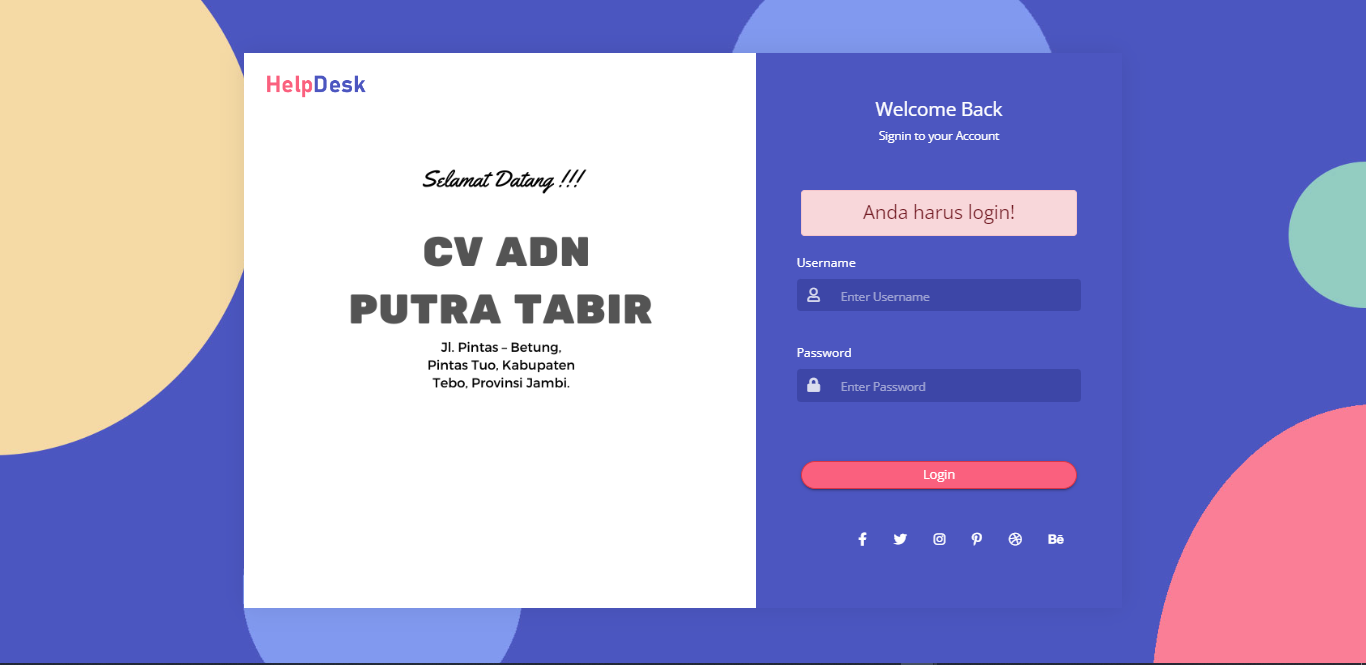 HelpDesk
Selamat Datang !!!
CV ADN
PUTRA TABIR
Jl. Pintas – Betung,
Pintas Tuo, Kabupaten
Tebo, Provinsi Jambi.
Welcome Back
Signin to your Account
Anda harus login!
Username
Enter Username
Password
Enter Password
Login
Bē